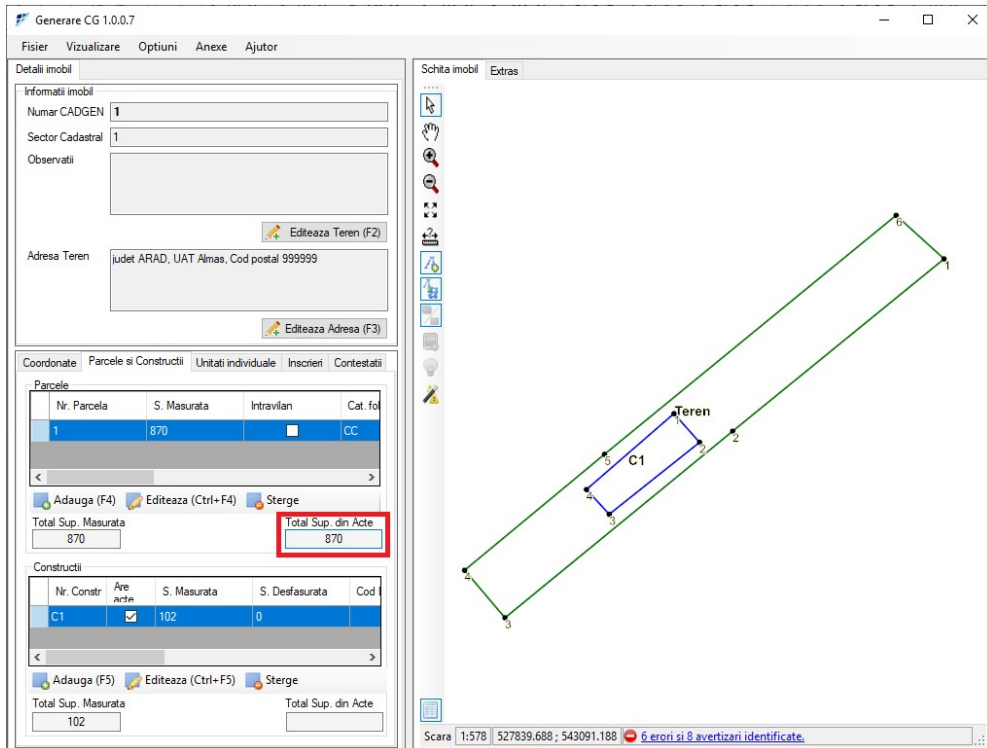 Generare CG 1.0.0.7
Fisier Vizualizare Optiuni Anexe Ajutor
Detalii imobil
Informatii imobil
Numar CADGEN 1
Sector Cadastral 1
Observatii
Editeaza Teren (F2)
Adresa Teren judet ARAD, UAT Almas, Cod postal 999999
Editeaza Adresa (F3)
Coordonate Parcele si Constructii Unitati individuale Inscrieri Contestatii
Parcele
Nr. Parcela S. Masurata Intravilan Cat. fol
1 870 CC
Adauga (F4) Editeaza (Ctrl+F4) Sterge
Total Sup. Masurata Total Sup. din Acte
870 870
Constructii
Nr. Constr Are acte S. Masurata S. Desfasurata Cod
C1 102 0
Adauga (F5) Editeaza (Ctrl+F5) Sterge
Total Sup. Masurata Total Sup. din Acte
102
Schita imobil Extras
6
1
Teren
1
2
2
5
C1
4
3
4
3
Scara 1:578 527839.688 ; 543091.188 6 erori si 8 avertizari identificate.